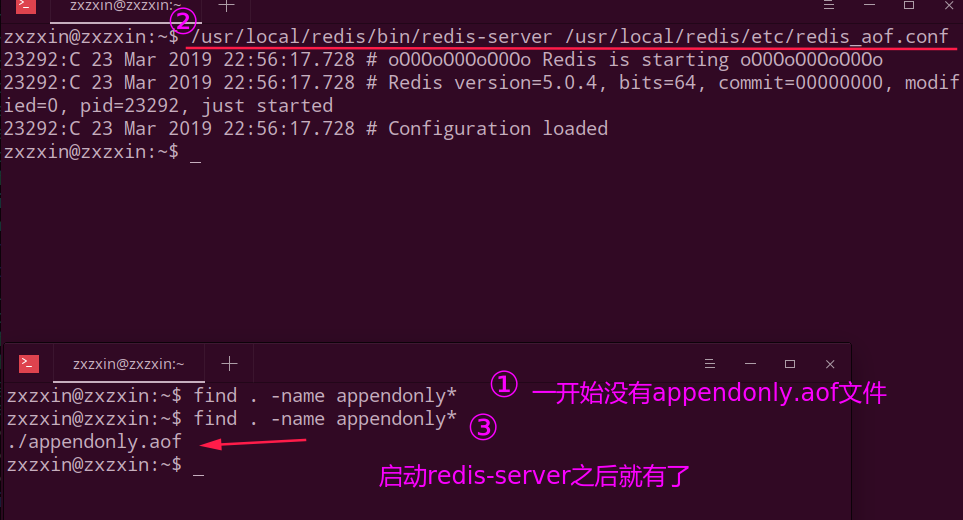 zxzxin@zxzxin:~
②
zxzxin@zxzxin:~$ /usr/local/redis/bin/redis-server /usr/local/redis/etc/redis_aof.conf
23292:C 23 Mar 2019 22:56:17.728 # oO0OoO0OoO0Oo Redis is starting oO0OoO0OoO0Oo
23292:C 23 Mar 2019 22:56:17.728 # Redis version=5.0.4, bits=64, commit=00000000, modif
ied=0, pid=23292, just started
23292:C 23 Mar 2019 22:56:17.728 # Configuration loaded
zxzxin@zxzxin:~$ _
zxzxin@zxzxin:~
zxzxin@zxzxin:~$ find . -name appendonly*
① 一开始没有appendonly.aof文件
zxzxin@zxzxin:~$ find . -name appendonly*
③
./appendonly.aof
zxzxin@zxzxin:~$ _
启动redis-server之后就有了